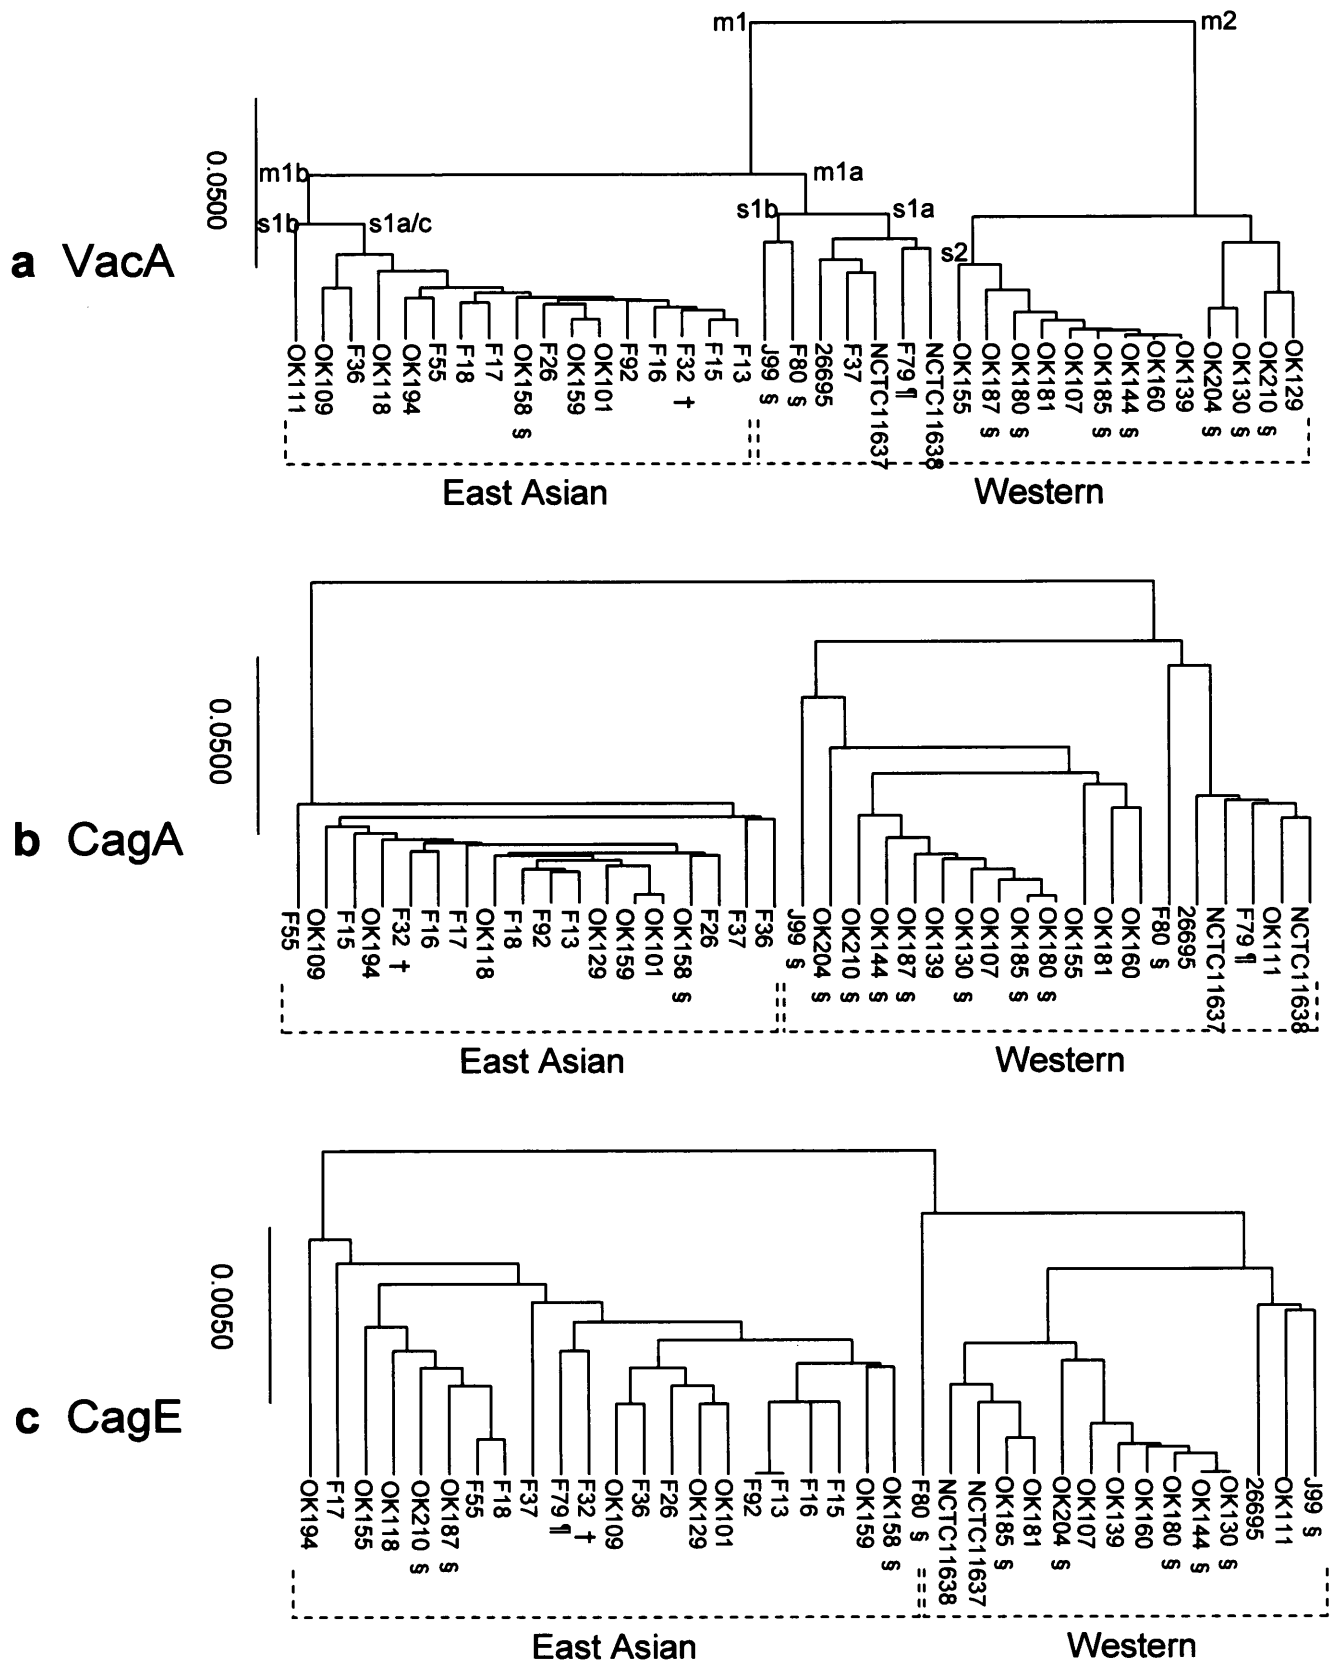 m1 m2
0.0500
m1b m1a
s1b s1a/c s1b s1a
s2
a VacA
OK111 OK109 F36 OK118 OK194 F55 F18 F17 OK158 § F26 OK159 OK101 F92 F16 F32 † F15 F13 J99 § F80 § 26695 F37 NCTC11637 F79 ¶ NCTC11638 OK155 OK187 § OK180 § OK181 OK107 OK185 § OK144 § OK160 OK139 OK204 § OK130 § OK210 § OK129
East Asian Western
0.0500
b CagA
F55 OK109 F15 OK194 F32 † F16 F17 OK118 F18 F92 F13 OK129 OK159 OK101 OK158 § F26 F37 F36 J99 § OK204 § OK210 § OK144 § OK187 § OK139 OK130 § OK107 OK185 § OK180 § OK155 OK181 OK160 F80 § 26695 NCTC11637 F79 ¶ OK111 NCTC11638
East Asian Western
0.0050
c CagE
OK194 F17 OK155 OK118 OK210 § OK187 § F55 F18 F37 F79 ¶ F32 † OK109 F36 F26 OK129 OK101 F92 F13 F16 F15 OK159 OK158 § F80 § NCTC11638 NCTC11637 OK185 § OK181 OK204 § OK107 OK139 OK160 OK180 § OK144 § OK130 § 26695 OK111 J99 §
East Asian Western